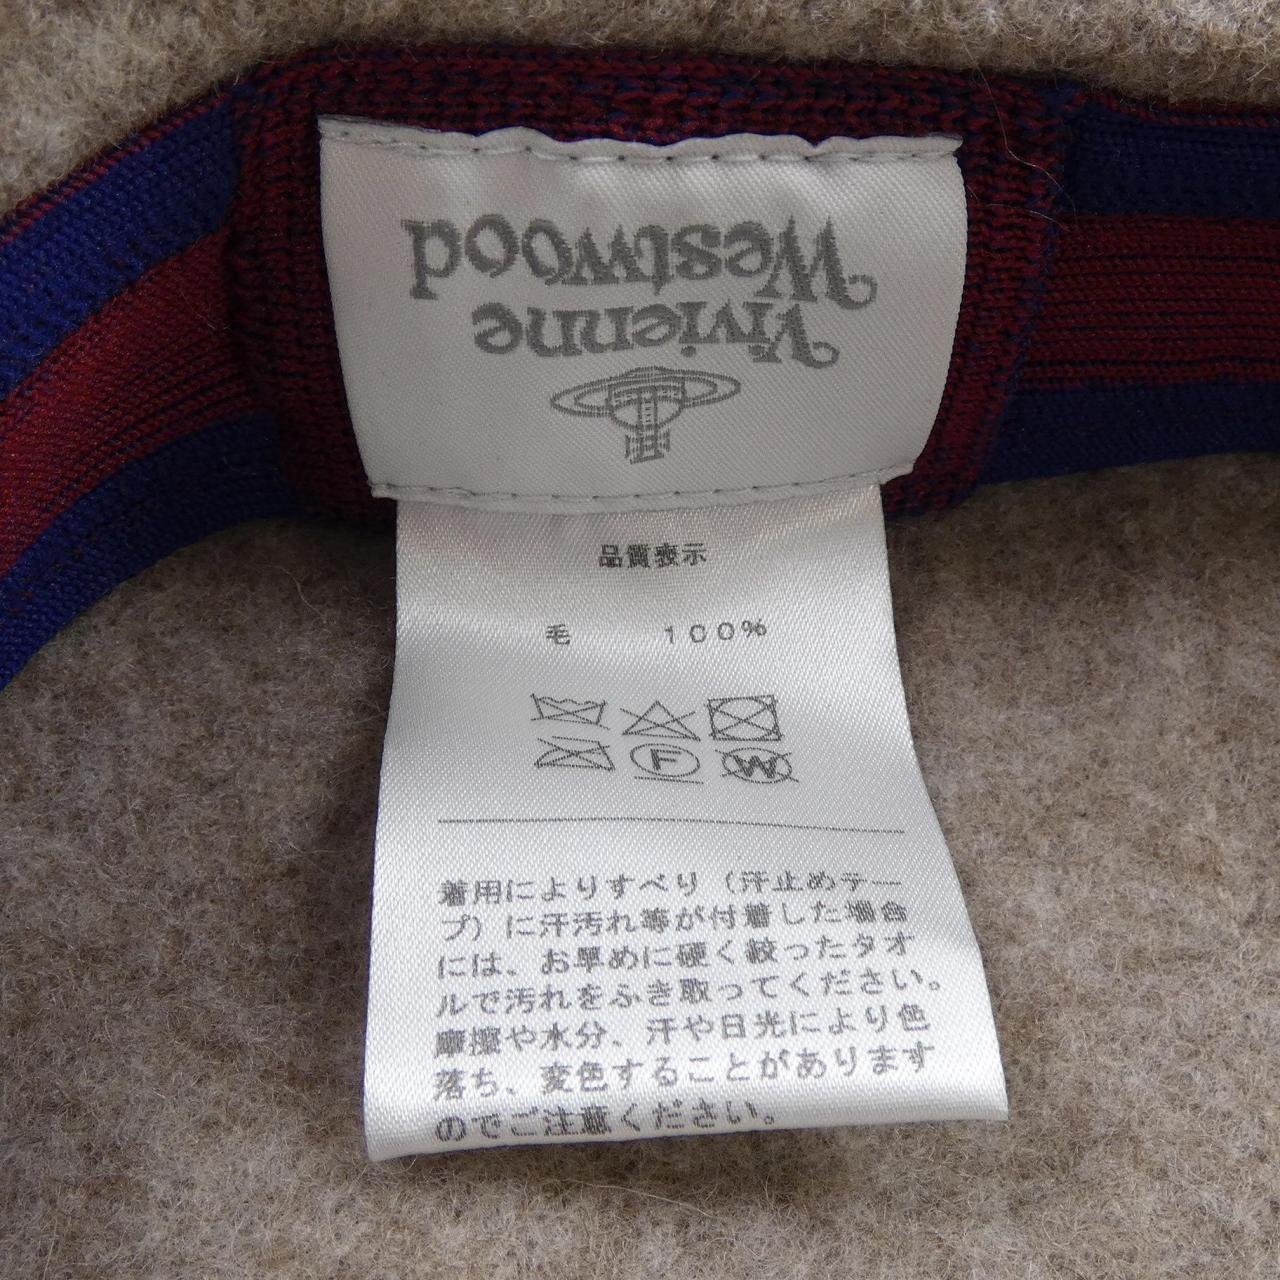 Vivienne
Westwood
品質表示
毛 100%
F W
着用によりすべり(汗止めテー
プ)に汗汚れ等が付着した場合
には、お早めに硬く絞ったタオ
ルで汚れをふき取ってください。
摩擦や水分、汗や日光により色
落ち、変色することがあります
のでご注意ください。